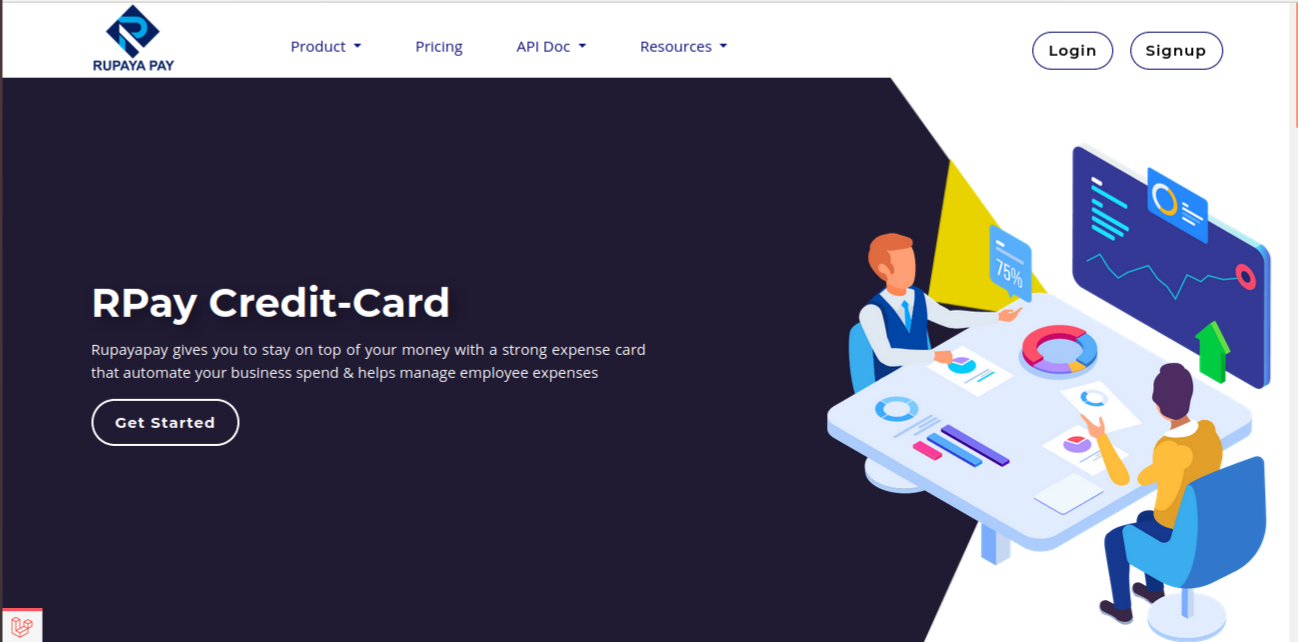 RUPAYA PAY
Product
Pricing
API Doc
Resources
Login
Signup
RPay Credit-Card
Rupayapay gives you to stay on top of your money with a strong expense card
that automate your business spend & helps manage employee expenses
Get Started
75%